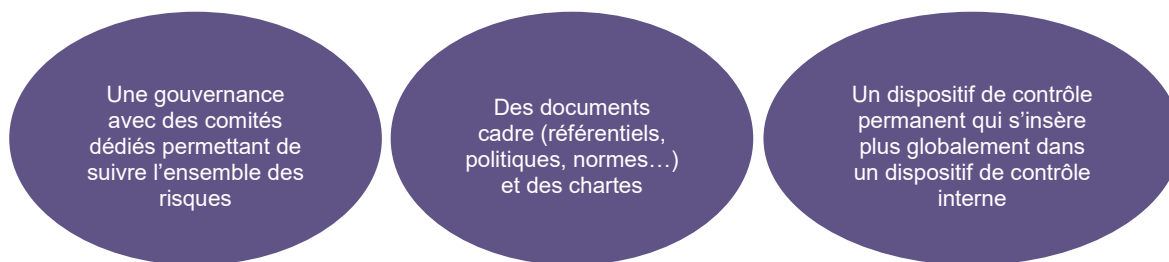 Une gouvernance
avec des comités
dédiés permettant de
suivre l’ensemble des
risques
Des documents
cadre (référentiels,
politiques, normes…)
et des chartes
Un dispositif de contrôle
permanent qui s’insère
plus globalement dans
un dispositif de contrôle
interne